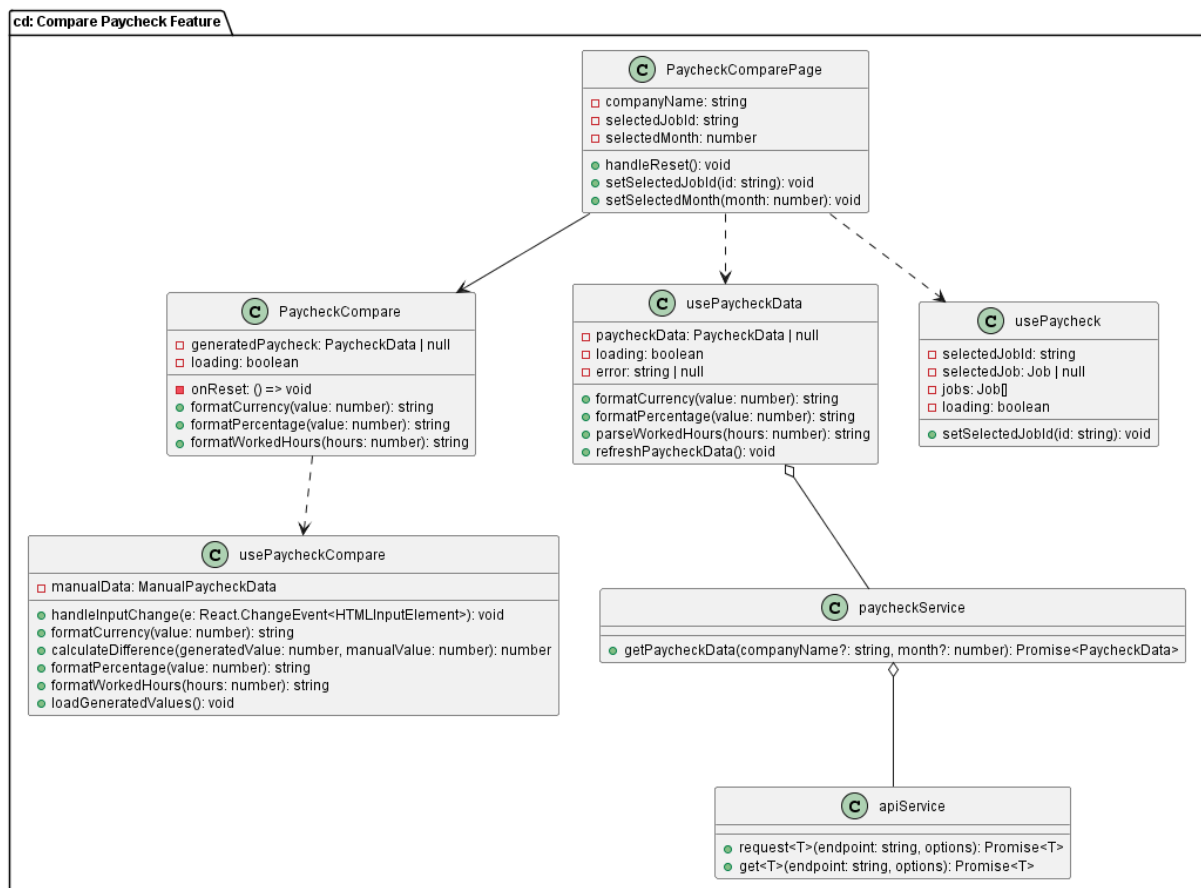 cd: Compare Paycheck Feature
C PaycheckComparePage
companyName: string
selectedJobId: string
selectedMonth: number
handleReset(): void
setSelectedJobId(id: string): void
setSelectedMonth(month: number): void
C PaycheckCompare
generatedPaycheck: PaycheckData | null
loading: boolean
onReset: () => void
formatCurrency(value: number): string
formatPercentage(value: number): string
formatWorkedHours(hours: number): string
C usePaycheckData
paycheckData: PaycheckData | null
loading: boolean
error: string | null
formatCurrency(value: number): string
formatPercentage(value: number): string
parseWorkedHours(hours: number): string
refreshPaycheckData(): void
C usePaycheck
selectedJobId: string
selectedJob: Job | null
jobs: Job[]
loading: boolean
setSelectedJobId(id: string): void
C usePaycheckCompare
manualData: ManualPaycheckData
handleInputChange(e: React.ChangeEvent<HTMLInputElement>): void
formatCurrency(value: number): string
calculateDifference(generatedValue: number, manualValue: number): number
formatPercentage(value: number): string
formatWorkedHours(hours: number): string
loadGeneratedValues(): void
C paycheckService
getPaycheckData(companyName?: string, month?: number): Promise<PaycheckData>
C apiService
request<T>(endpoint: string, options): Promise<T>
get<T>(endpoint: string, options): Promise<T>